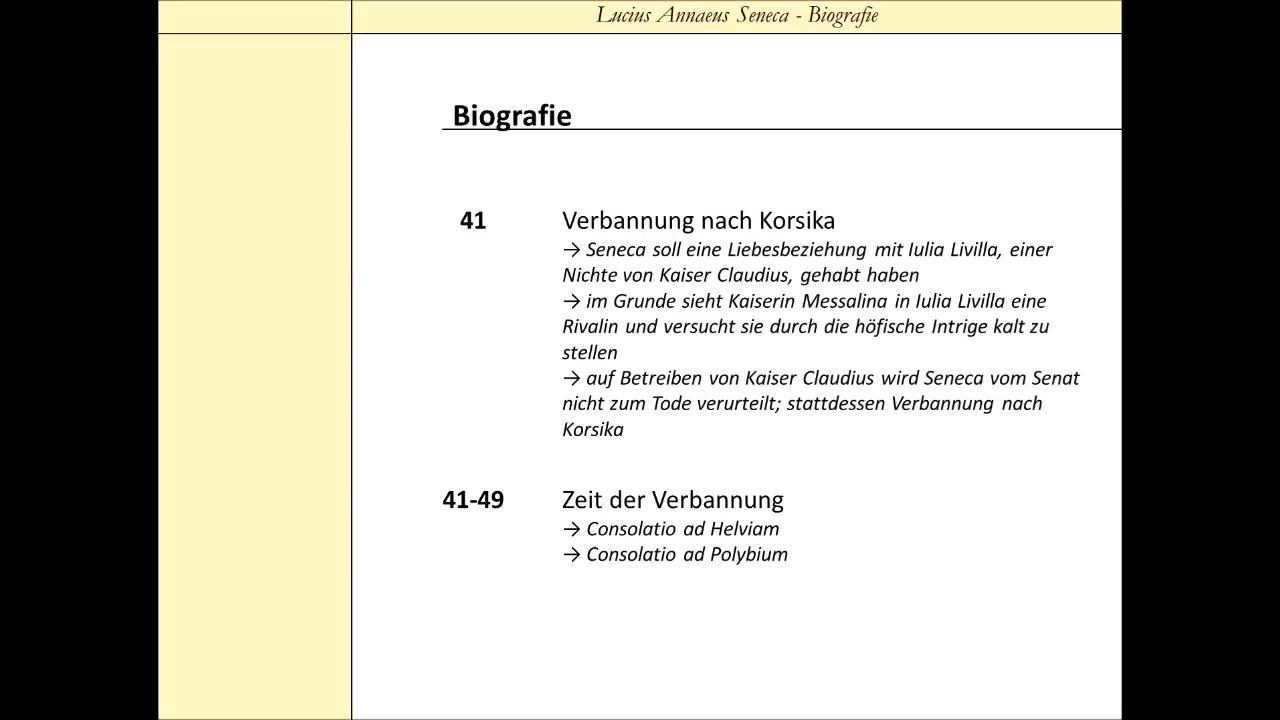 Lucius Annaeus Seneca - Biografie
Biografie
41 Verbannung nach Korsika
→ Seneca soll eine Liebesbeziehung mit Iulia Livilla, einer
Nichte von Kaiser Claudius, gehabt haben
→ im Grunde sieht Kaiserin Messalina in Iulia Livilla eine
Rivalin und versucht sie durch die höfische Intrige kalt zu
stellen
→ auf Betreiben von Kaiser Claudius wird Seneca vom Senat
nicht zum Tode verurteilt; stattdessen Verbannung nach
Korsika
41-49 Zeit der Verbannung
→ Consolatio ad Helviam
→ Consolatio ad Polybium